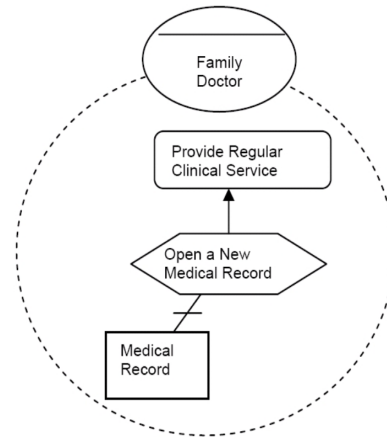 Family
Doctor
Provide Regular
Clinical Service
Open a New
Medical Record
Medical
Record